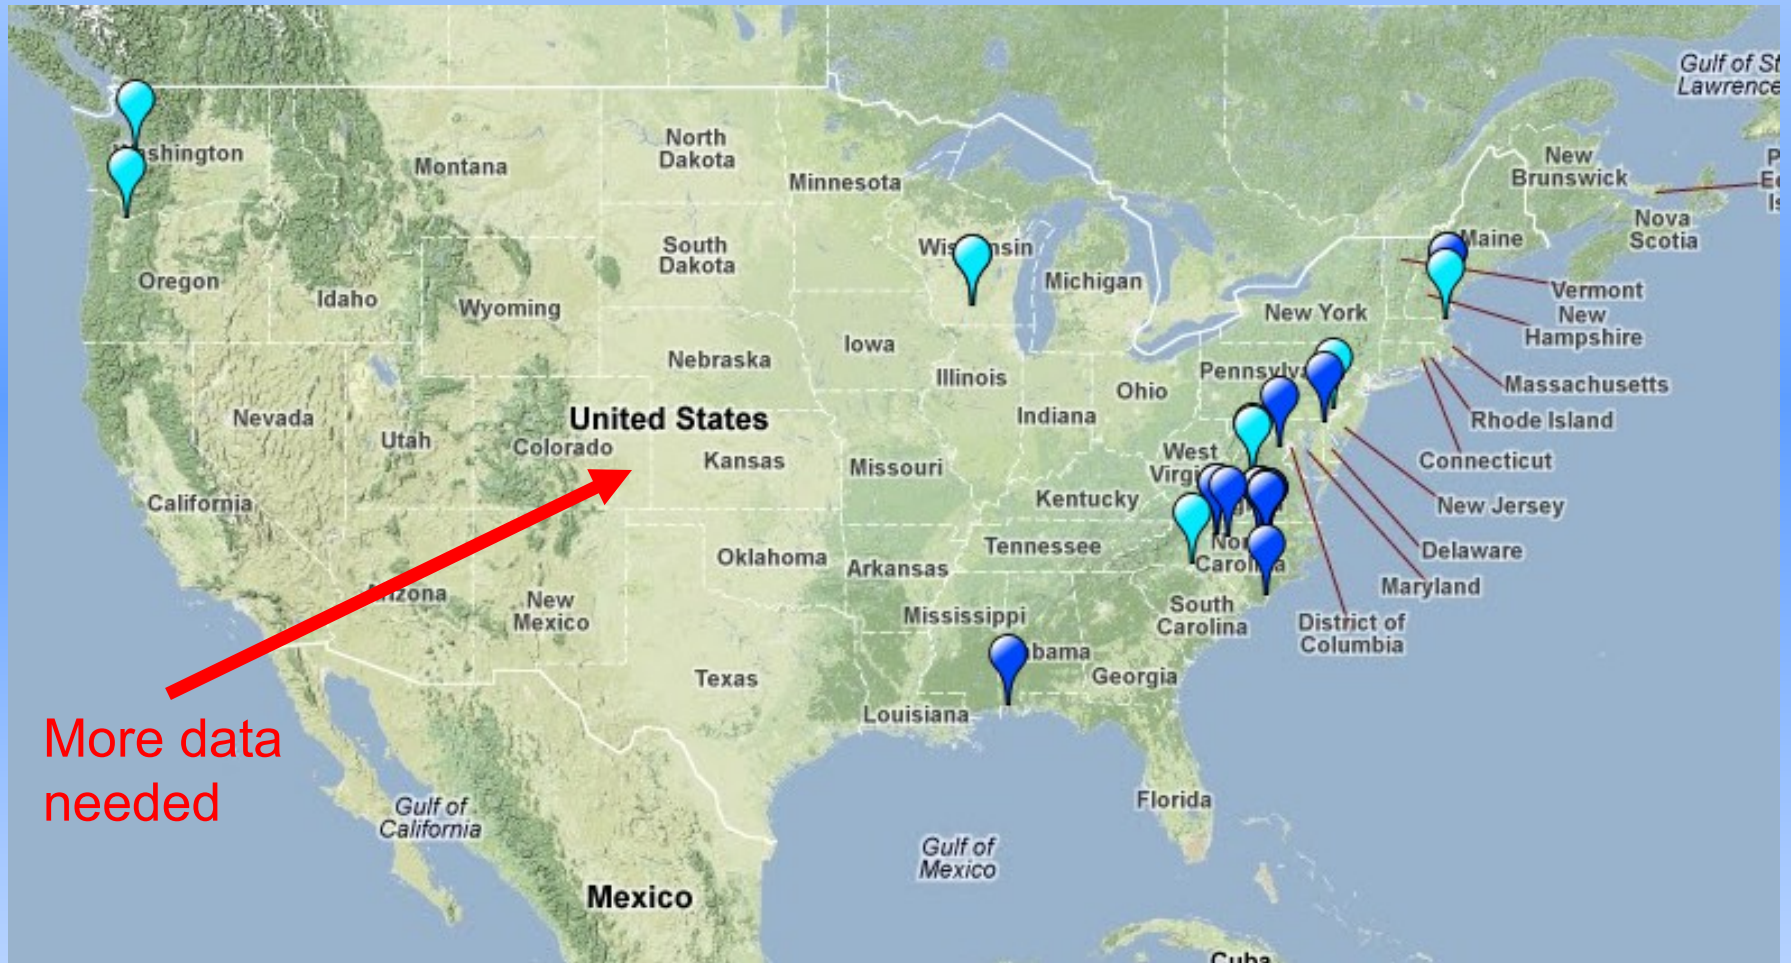 Gulf of St
Lawrence
North
Dakota
Montana
Minnesota
New
Brunswick
Nova
Scotia
Maine
South
Dakota
Michigan
Oregon
Idaho
Wyoming
Vermont
New
Hampshire
New York
Iowa
Nebraska
Illinois
Ohio
Massachusetts
Rhode Island
Connecticut
Nevada
United States
Indiana
Utah
Colorado
Kansas
Missouri
West
Kentucky
California
New Jersey
Delaware
Maryland
District of
Columbia
Tennessee
Oklahoma
Arkansas
Carolina
New
Mexico
Mississippi
South
Carolina
Georgia
Texas
Louisiana
More data
needed
Gulf of
California
Florida
Gulf of
Mexico
Mexico
Cuba